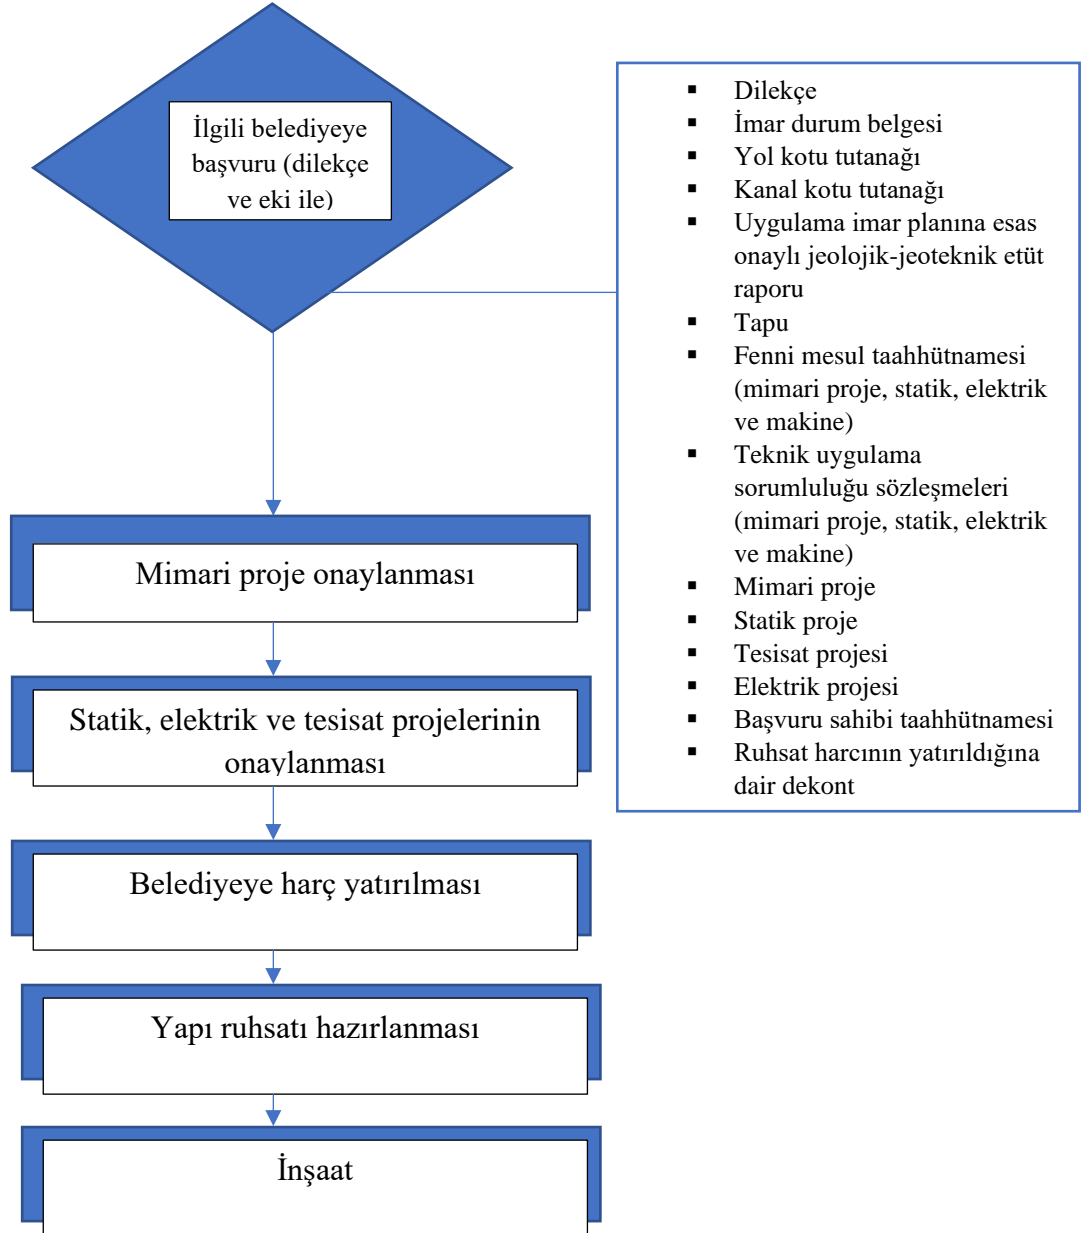 İlgili belediyeye
başvuru (dilekçe
ve eki ile)
▪ Dilekçe
▪ İmar durum belgesi
▪ Yol kotu tutanağı
▪ Kanal kotu tutanağı
▪ Uygulama imar planına esas
onaylı jeolojik-jeoteknik etüt
raporu
▪ Tapu
▪ Fenni mesul taahhütnamesi
(mimari proje, statik, elektrik
ve makine)
▪ Teknik uygulama
sorumluluğu sözleşmeleri
(mimari proje, statik, elektrik
ve makine)
▪ Mimari proje
▪ Statik proje
▪ Tesisat projesi
▪ Elektrik projesi
▪ Başvuru sahibi taahhütnamesi
▪ Ruhsat harcının yatırıldığına
dair dekont
Mimari proje onaylanması
Statik, elektrik ve tesisat projelerinin
onaylanması
Belediyeye harç yatırılması
Yapı ruhsatı hazırlanması
İnşaat